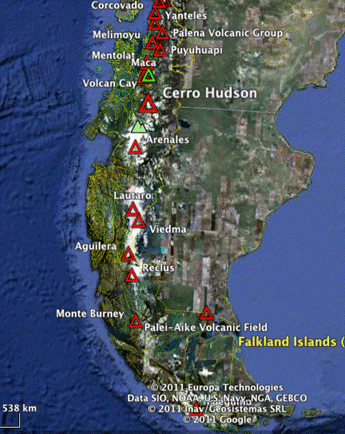 Corcovado
Yanteles
Melimoyu
Palena Volcanic Group
Puyuhuapi
Mentolat
Maca
Volcan Cay
Cerro Hudson
Arenales
Lautaro
Viedma
Aguilera
Reclus
Monte Burney
Palei-Aike Volcanic Field
Falkland Islands (
© 2011 Europa Technologies
Data SIO, NOAA, U.S. Navy, NGA, GEBCO
© 2011 Inav/Geosistemas SRL
© 2011 Google
538 km